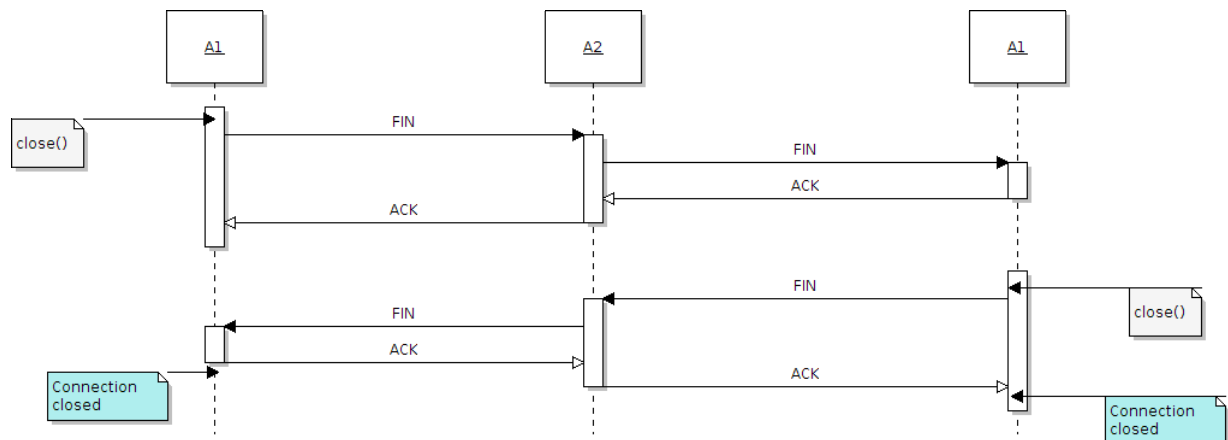 A1
A2
A1
close()
FIN
FIN
ACK
ACK
FIN
close()
FIN
ACK
ACK
Connection
closed
Connection
closed